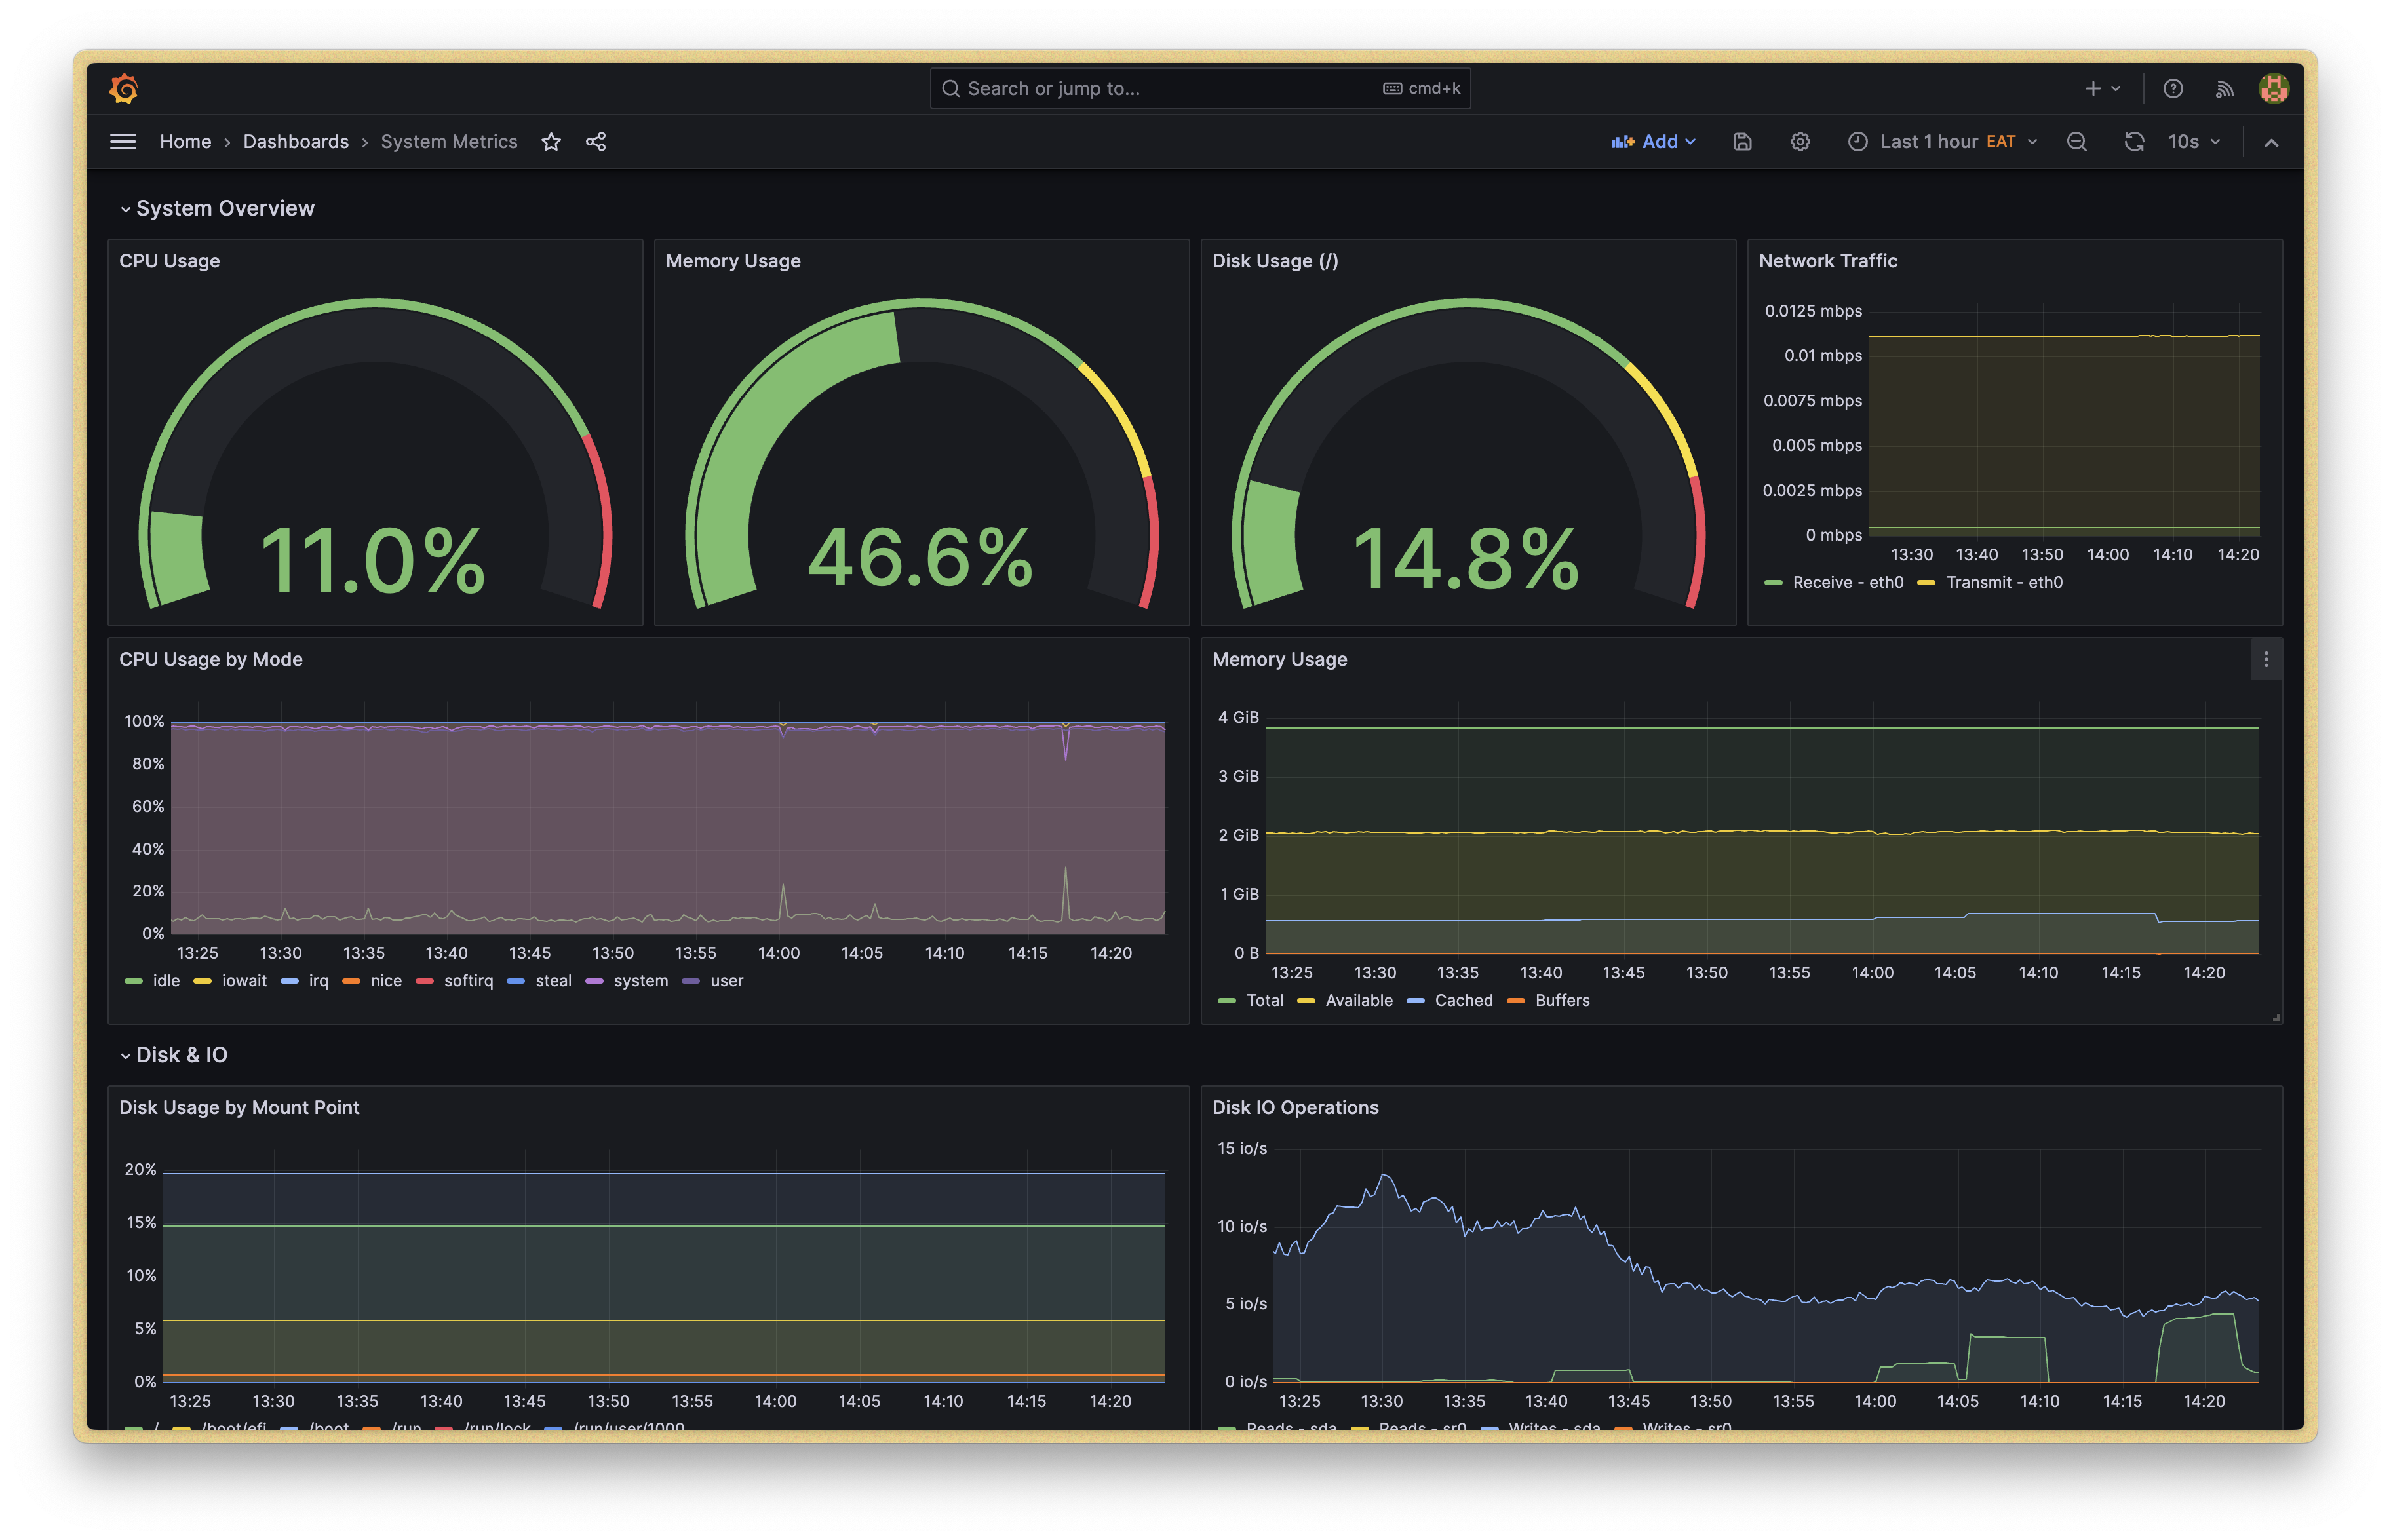 Search or jump to... cmd+k
Home › Dashboards › System Metrics Add Last 1 hour EAT 10s
System Overview
CPU Usage
11.0%
Memory Usage
46.6%
Disk Usage (/)
14.8%
Network Traffic
0.0125 mbps
0.01 mbps
0.0075 mbps
0.005 mbps
0.0025 mbps
0 mbps
13:30 13:40 13:50 14:00 14:10 14:20
Receive - eth0 Transmit - eth0
CPU Usage by Mode
100%
80%
60%
40%
20%
0%
13:25 13:30 13:35 13:40 13:45 13:50 13:55 14:00 14:05 14:10 14:15 14:20
idle iowait irq nice softirq steal system user
Memory Usage
4 GiB
3 GiB
2 GiB
1 GiB
0 B
13:25 13:30 13:35 13:40 13:45 13:50 13:55 14:00 14:05 14:10 14:15 14:20
Total Available Cached Buffers
Disk & IO
Disk Usage by Mount Point
20%
15%
10%
5%
0%
13:25 13:30 13:35 13:40 13:45 13:50 13:55 14:00 14:05 14:10 14:15 14:20
/ /boot/efi /boot /run /run/lock /run/user/1000
Disk IO Operations
15 io/s
10 io/s
5 io/s
0 io/s
13:25 13:30 13:35 13:40 13:45 13:50 13:55 14:00 14:05 14:10 14:15 14:20
Reads - sda Reads - sr0 Writes - sda Writes - sr0